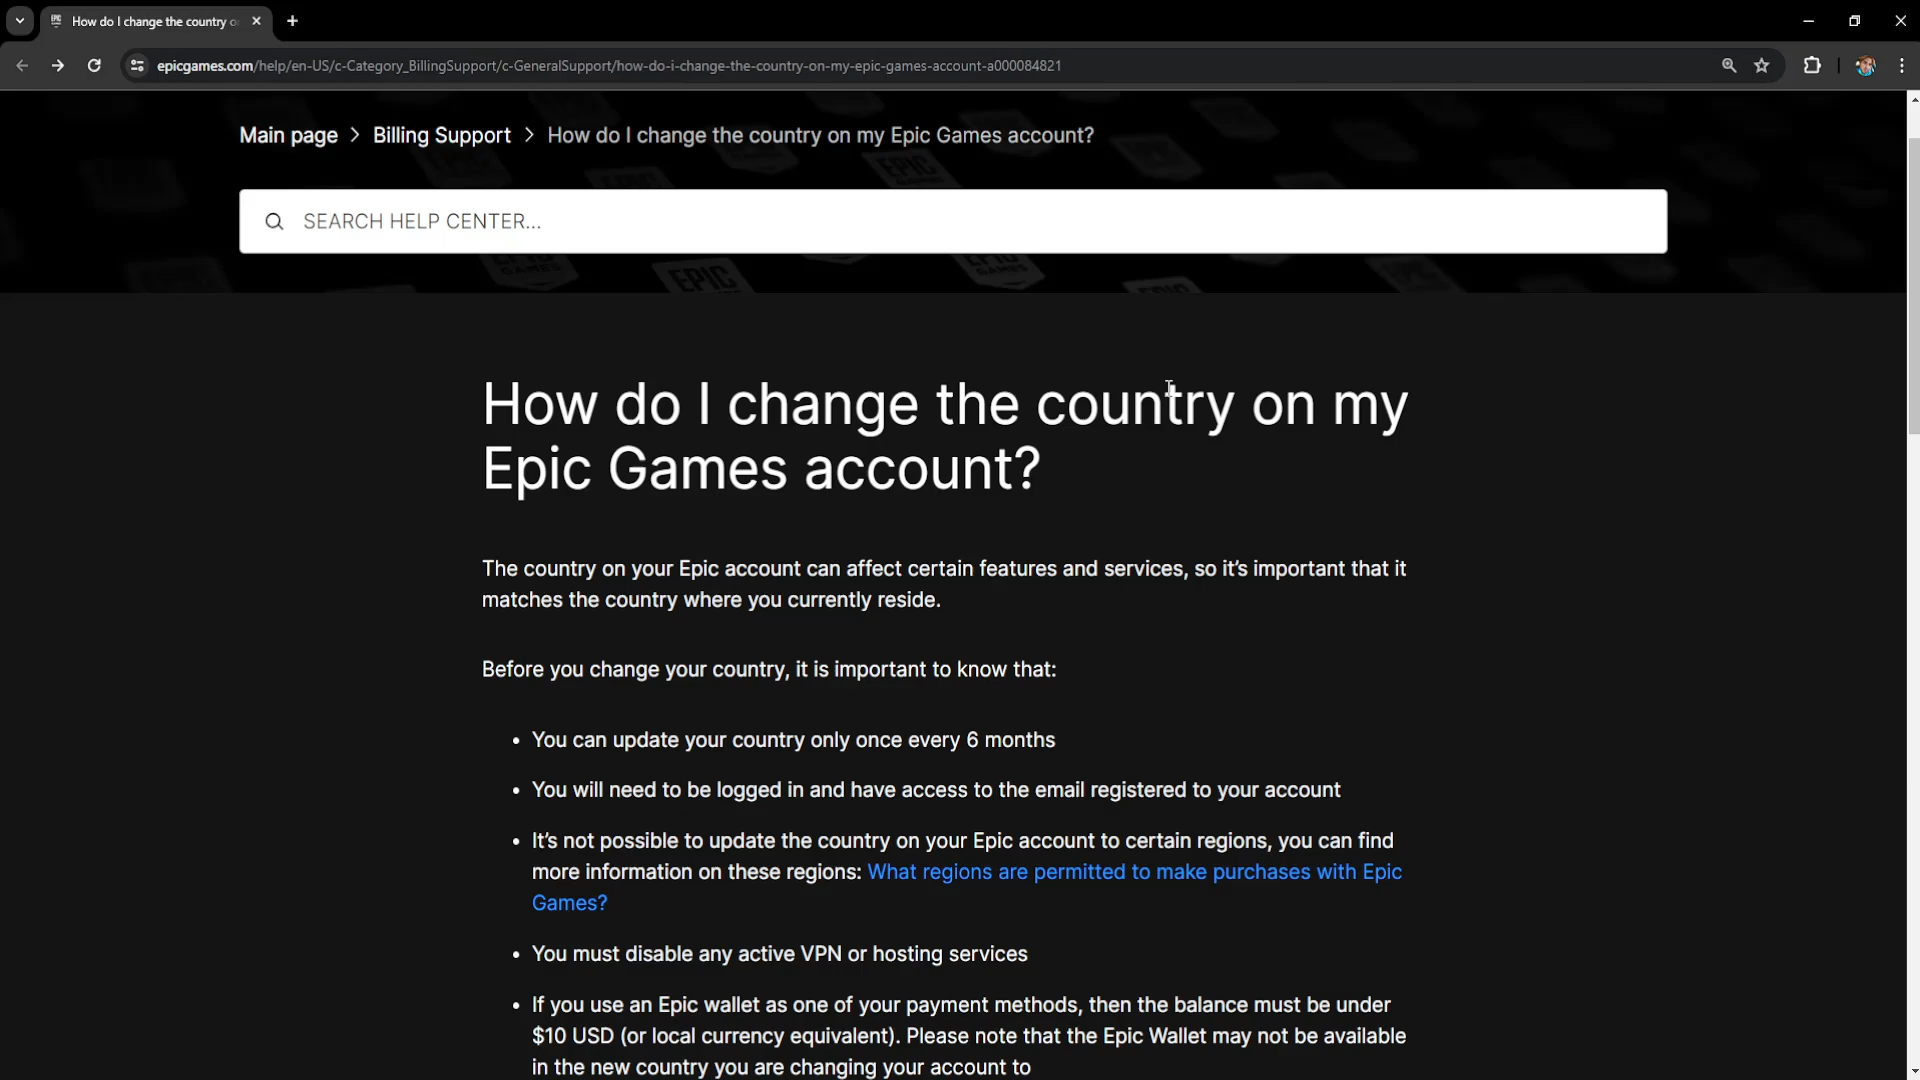 How do I change the country o
epicgames.com/help/en-US/c-Category_BillingSupport/c-GeneralSupport/how-do-i-change-the-country-on-my-epic-games-account-a000084821
Main page > Billing Support > How do I change the country on my Epic Games account?
SEARCH HELP CENTER...
EPIC
GAMES
EPIC
GAMES
EPIC
How do I change the country on my
Epic Games account?
The country on your Epic account can affect certain features and services, so it's important that it
matches the country where you currently reside.
Before you change your country, it is important to know that:
• You can update your country only once every 6 months
• You will need to be logged in and have access to the email registered to your account
• It's not possible to update the country on your Epic account to certain regions, you can find
more information on these regions: What regions are permitted to make purchases with Epic
Games?
• You must disable any active VPN or hosting services
• If you use an Epic wallet as one of your payment methods, then the balance must be under
$10 USD (or local currency equivalent). Please note that the Epic Wallet may not be available
in the new country you are changing your account to